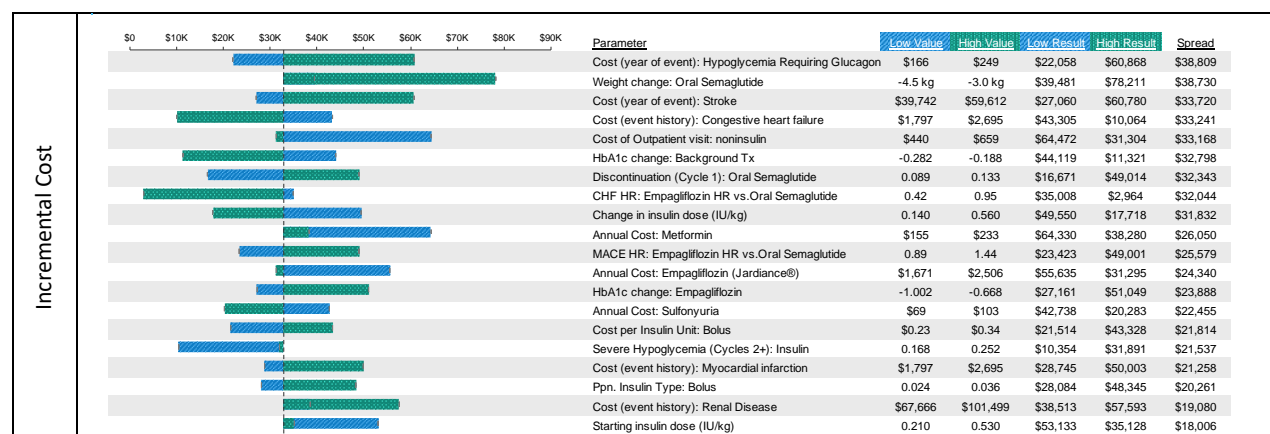 Incremental Cost
$0 $10K $20K $30K $40K $50K $60K $70K $80K $90K
Parameter Low Value High Value Low Result High Result Spread
Cost (year of event): Hypoglycemia Requiring Glucagon $166 $249 $22,058 $60,868 $38,809
Weight change: Oral Semaglutide -4.5 kg -3.0 kg $39,481 $78,211 $38,730
Cost (year of event): Stroke $39,742 $59,612 $27,060 $60,780 $33,720
Cost (event history): Congestive heart failure $1,797 $2,695 $43,305 $10,064 $33,241
Cost of Outpatient visit: noninsulin $440 $659 $64,472 $31,304 $33,168
HbA1c change: Background Tx -0.282 -0.188 $44,119 $11,321 $32,798
Discontinuation (Cycle 1): Oral Semaglutide 0.089 0.133 $16,671 $49,014 $32,343
CHF HR: Empagliflozin HR vs.Oral Semaglutide 0.42 0.95 $35,008 $2,964 $32,044
Change in insulin dose (IU/kg) 0.140 0.560 $49,550 $17,718 $31,832
Annual Cost: Metformin $155 $233 $64,330 $38,280 $26,050
MACE HR: Empagliflozin HR vs.Oral Semaglutide 0.89 1.44 $23,423 $49,001 $25,579
Annual Cost: Empagliflozin (Jardiance®) $1,671 $2,506 $55,635 $31,295 $24,340
HbA1c change: Empagliflozin -1.002 -0.668 $27,161 $51,049 $23,888
Annual Cost: Sulfonyuria $69 $103 $42,738 $20,283 $22,455
Cost per Insulin Unit: Bolus $0.23 $0.34 $21,514 $43,328 $21,814
Severe Hypoglycemia (Cycles 2+): Insulin 0.168 0.252 $10,354 $31,891 $21,537
Cost (event history): Myocardial infarction $1,797 $2,695 $28,745 $50,003 $21,258
Ppn. Insulin Type: Bolus 0.024 0.036 $28,084 $48,345 $20,261
Cost (event history): Renal Disease $67,666 $101,499 $38,513 $57,593 $19,080
Starting insulin dose (IU/kg) 0.210 0.530 $53,133 $35,128 $18,006